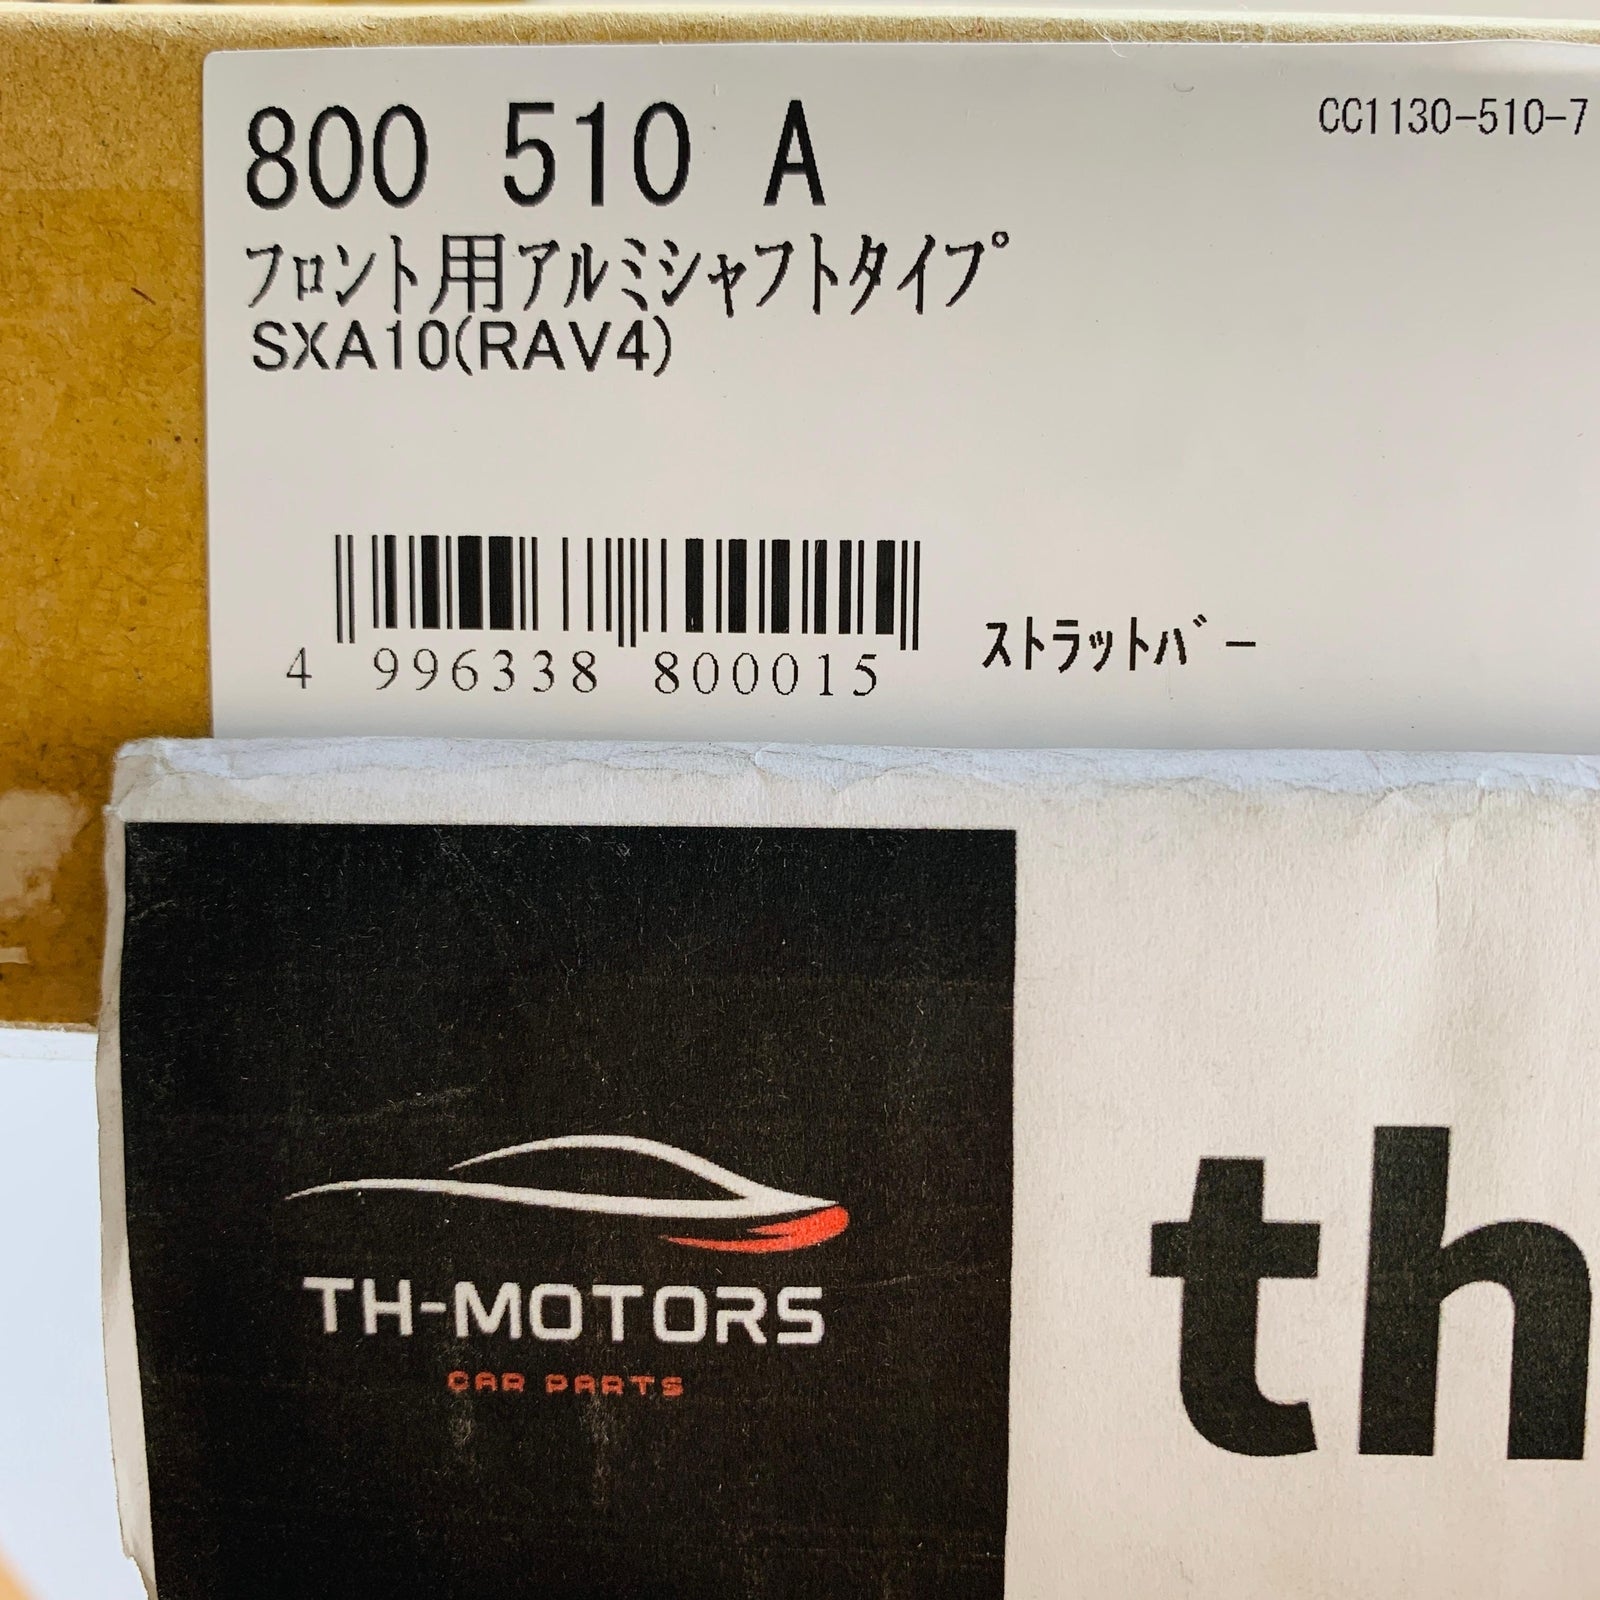 800 510 A
CC1130-510-7
フロント用アルミシャフトタイプ
SXA10(RAV4)
4 996338 800015
ストラットバー
TH-MOTORS
CAR PARTS
th